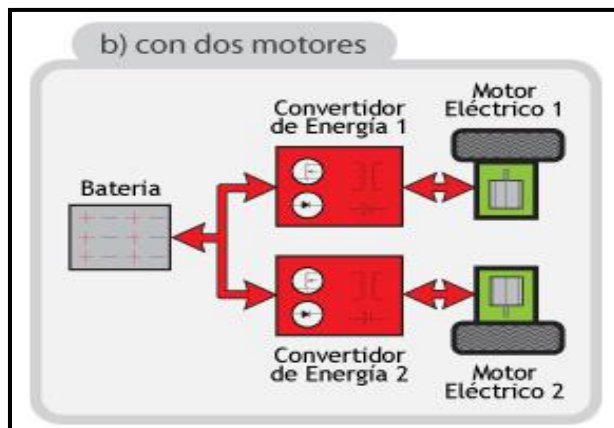 b) con dos motores
Motor
Eléctrico 1
Convertidor
de Energía 1
Bateria
Convertidor
de Energía 2
Motor
Eléctrico 2